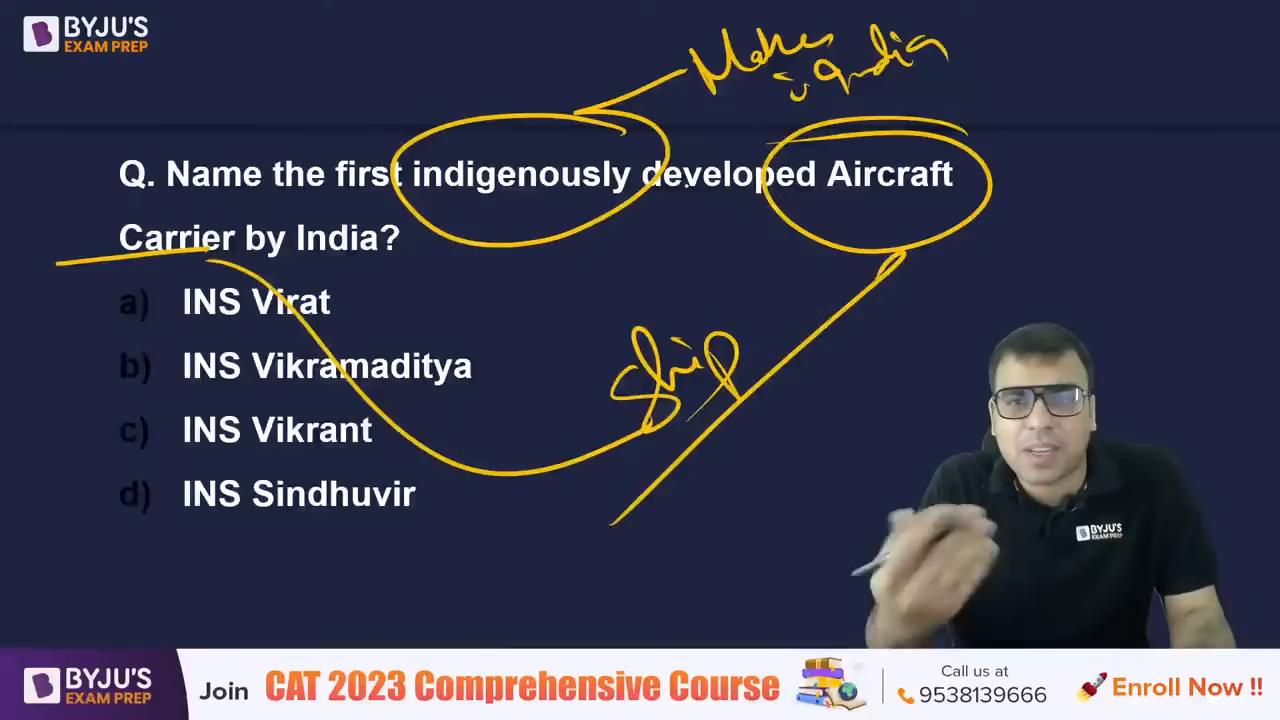 BYJU'S
EXAM PREP
Make
in India
Q. Name the first indigenously developed Aircraft
Carrier by India?
a) INS Virat
b) INS Vikramaditya
c) INS Vikrant
d) INS Sindhuvir
Ship
BYJU'S
EXAM PREP
BYJU'S
EXAM PREP
Join CAT 2023 Comprehensive Course
Call us at
9538139666
Enroll Now !!